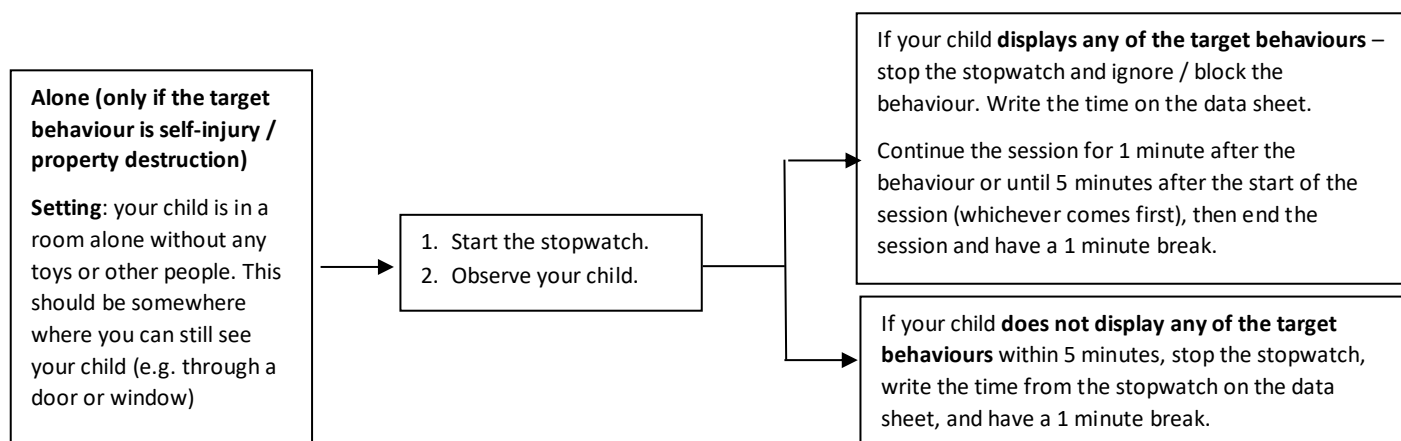 Alone (only if the target
behaviour is self-injury /
property destruction)
Setting: your child is in a
room alone without any
toys or other people. This
should be somewhere
where you can still see
your child (e.g. through a
door or window)
1. Start the stopwatch.
2. Observe your child.
If your child displays any of the target behaviours –
stop the stopwatch and ignore / block the
behaviour. Write the time on the data sheet.
Continue the session for 1 minute after the
behaviour or until 5 minutes after the start of the
session (whichever comes first), then end the
session and have a 1 minute break.
If your child does not display any of the target
behaviours within 5 minutes, stop the stopwatch,
write the time from the stopwatch on the data
sheet, and have a 1 minute break.